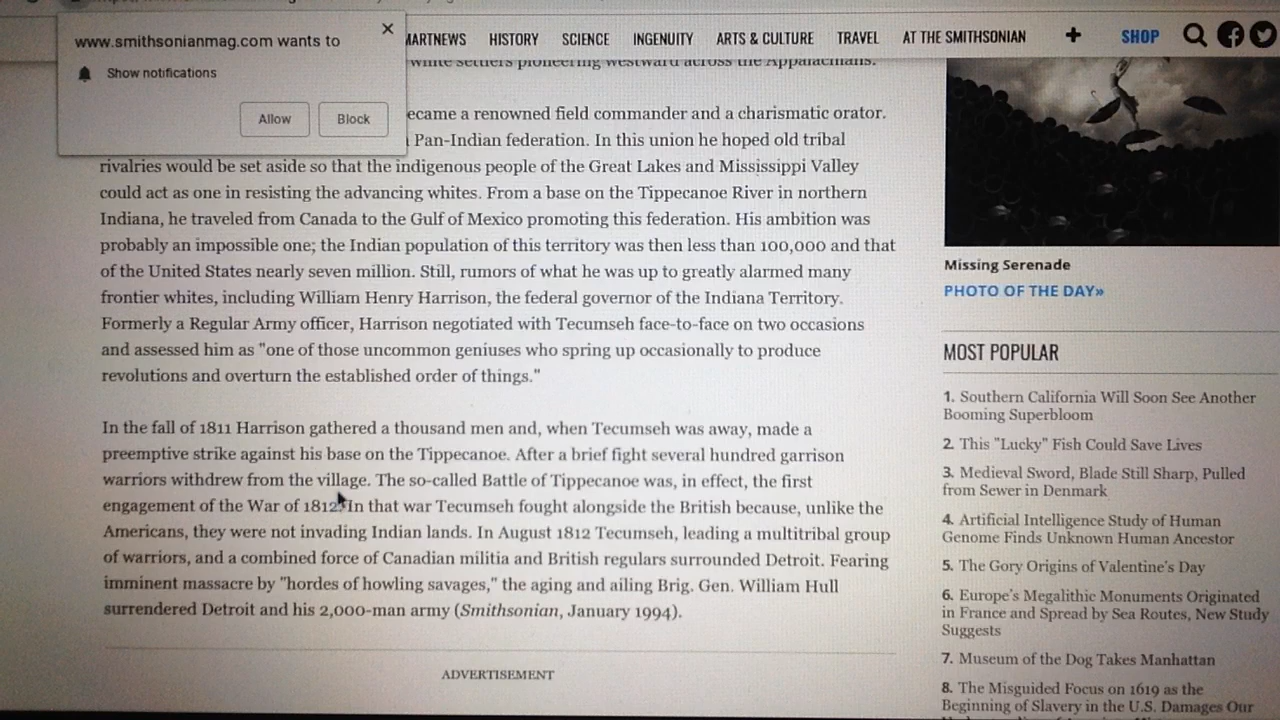 www.smithsonianmag.com wants to
Show notifications
Allow
Block
MARTNEWS
HISTORY
SCIENCE
INGENUITY
ARTS & CULTURE
TRAVEL
AT THE SMITHSONIAN
+
SHOP
white settlers pioneering westward across the Appalachians.
ecame a renowned field commander and a charismatic orator.
Pan-Indian federation. In this union he hoped old tribal
rivalries would be set aside so that the indigenous people of the Great Lakes and Mississippi Valley
could act as one in resisting the advancing whites. From a base on the Tippecanoe River in northern
Indiana, he traveled from Canada to the Gulf of Mexico promoting this federation. His ambition was
probably an impossible one; the Indian population of this territory was then less than 100,000 and that
of the United States nearly seven million. Still, rumors of what he was up to greatly alarmed many
frontier whites, including William Henry Harrison, the federal governor of the Indiana Territory.
Formerly a Regular Army officer, Harrison negotiated with Tecumseh face-to-face on two occasions
and assessed him as "one of those uncommon geniuses who spring up occasionally to produce
revolutions and overturn the established order of things."
In the fall of 1811 Harrison gathered a thousand men and, when Tecumseh was away, made a
preemptive strike against his base on the Tippecanoe. After a brief fight several hundred garrison
warriors withdrew from the village. The so-called Battle of Tippecanoe was, in effect, the first
engagement of the War of 1812. In that war Tecumseh fought alongside the British because, unlike the
Americans, they were not invading Indian lands. In August 1812 Tecumseh, leading a multitribal group
of warriors, and a combined force of Canadian militia and British regulars surrounded Detroit. Fearing
imminent massacre by "hordes of howling savages," the aging and ailing Brig. Gen. William Hull
surrendered Detroit and his 2,000-man army (Smithsonian, January 1994).
ADVERTISEMENT
Missing Serenade
PHOTO OF THE DAY»
MOST POPULAR
1. Southern California Will Soon See Another
Booming Superbloom
2. This "Lucky" Fish Could Save Lives
3. Medieval Sword, Blade Still Sharp, Pulled
from Sewer in Denmark
4. Artificial Intelligence Study of Human
Genome Finds Unknown Human Ancestor
5. The Gory Origins of Valentine's Day
6. Europe's Megalithic Monuments Originated
in France and Spread by Sea Routes, New Study
Suggests
7. Museum of the Dog Takes Manhattan
8. The Misguided Focus on 1619 as the
Beginning of Slavery in the U.S. Damages Our